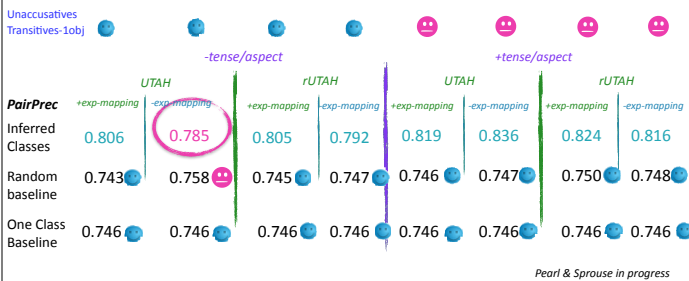 Unaccusatives
Transitives-1obj
-tense/aspect +tense/aspect
UTAH rUTAH UTAH rUTAH
PairPrec +exp-mapping -exp-mapping +exp-mapping -exp-mapping +exp-mapping -exp-mapping +exp-mapping -exp-mapping
Inferred Classes 0.806 0.785 0.805 0.792 0.819 0.836 0.824 0.816
Random baseline 0.743 0.758 0.745 0.747 0.746 0.747 0.750 0.748
One Class Baseline 0.746 0.746 0.746 0.746 0.746 0.746 0.746 0.746
Pearl & Sprouse in progress